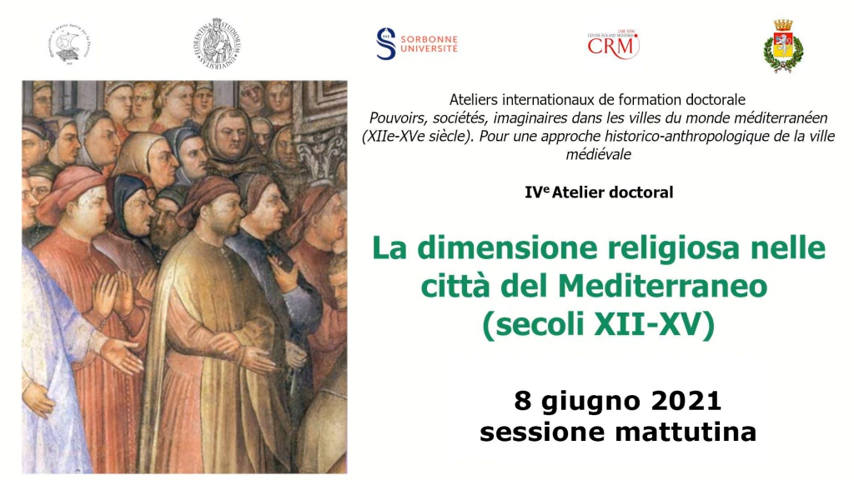 SORBONNE
UNIVERSITÉ
CRM
Ateliers internationaux de formation doctorale
Pouvoirs, sociétés, imaginaires dans les villes du monde méditerranéen
(XIIe-XVe siècle). Pour une approche historico-anthropologique de la ville
médiévale
IVᵉ Atelier doctoral
La dimensione religiosa nelle
città del Mediterraneo
(secoli XII-XV)
8 giugno 2021
sessione mattutina